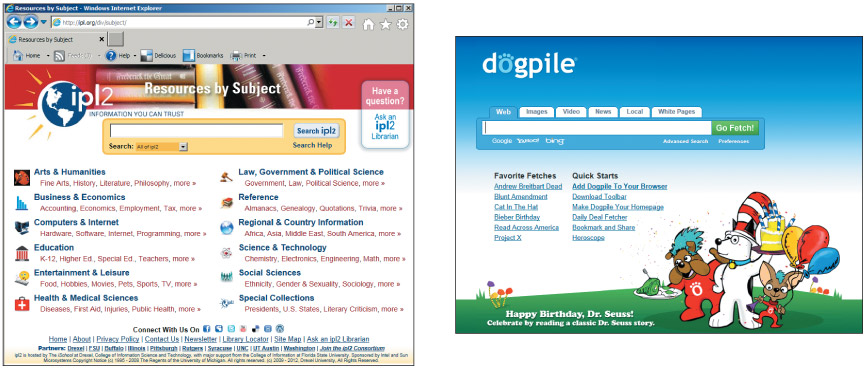 Resources by Subject - Windows Internet Explorer
http://ipl.org/div/subject/
Resources by Subject
Home
Feeds (J)
Help
Delicious
Bookmarks
Print
ipl2
Resources by Subject
INFORMATION YOU CAN TRUST
Have a
question?
Ask an
ipl2
Librarian
Search ipl2
Search: All of ipl2
Search Help
Arts & Humanities
Fine Arts, History, Literature, Philosophy, more »
Business & Economics
Accounting, Economics, Employment, Tax, more »
Computers & Internet
Hardware, Software, Internet, Programming, more »
Education
K-12, Higher Ed., Special Ed., Teachers, more »
Entertainment & Leisure
Food, Hobbies, Movies, Pets, Sports, TV, more »
Health & Medical Sciences
Diseases, First Aid, Injuries, Public Health, more »
Law, Government & Political Science
Government, Law, Political Science, more »
Reference
Almanacs, Genealogy, Quotations, Trivia, more »
Regional & Country Information
Africa, Asia, Middle East, South America, more »
Science & Technology
Chemistry, Electronics, Engineering, Math, more »
Social Sciences
Ethnicity, Gender & Sexuality, Sociology, more »
Special Collections
Presidents, U.S. States, Literary Criticism, more »
Connect With Us On
Home | About | Privacy Policy | Contact Us | Newsletter | Library Locator | Site Map | Ask an ipl2 Librarian
Partners: Drexel | FSU | Buffalo | Illinois | Pittsburgh | Rutgers | Syracuse | UNC | UT Austin | Washington | Join the ipl2 Consortium
ipl2 is hosted by The iSchool at Drexel, College of Information Science and Technology, with major support from the College of Information at Florida State University. Sponsored by Intel and Sun
Microsystems Copyright Notice (c) 1995 - 2008 The Regents of the University of Michigan. All rights reserved. (c) 2009 - 2012, Drexel University, All Rights Reserved
dogpile
Web
Images
Video
News
Local
White Pages
Go Fetch!
Google
Yahoo!
bing
Advanced Search
Preferences
Favorite Fetches
Andrew Breitbart Dead
Blunt Amendment
Cat In The Hat
Bieber Birthday
Read Across America
Project X
Quick Starts
Add Dogpile To Your Browser
Download Toolbar
Make Dogpile Your Homepage
Daily Deal Fetcher
Bookmark and Share
Horoscope
Happy Birthday, Dr. Seuss!
Celebrate by reading a classic Dr. Seuss story.